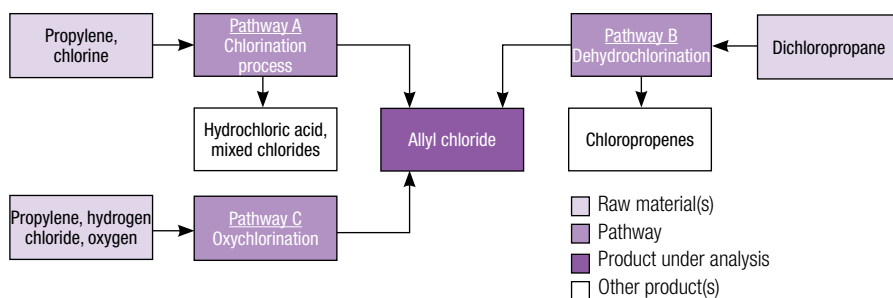 Propylene,
chlorine
Pathway A
Chlorination
process
Pathway B
Dehydrochlorination
Dichloropropane
Hydrochloric acid,
mixed chlorides
Allyl chloride
Chloropropenes
Propylene, hydrogen
chloride, oxygen
Pathway C
Oxychlorination
Raw material(s)
Pathway
Product under analysis
Other product(s)